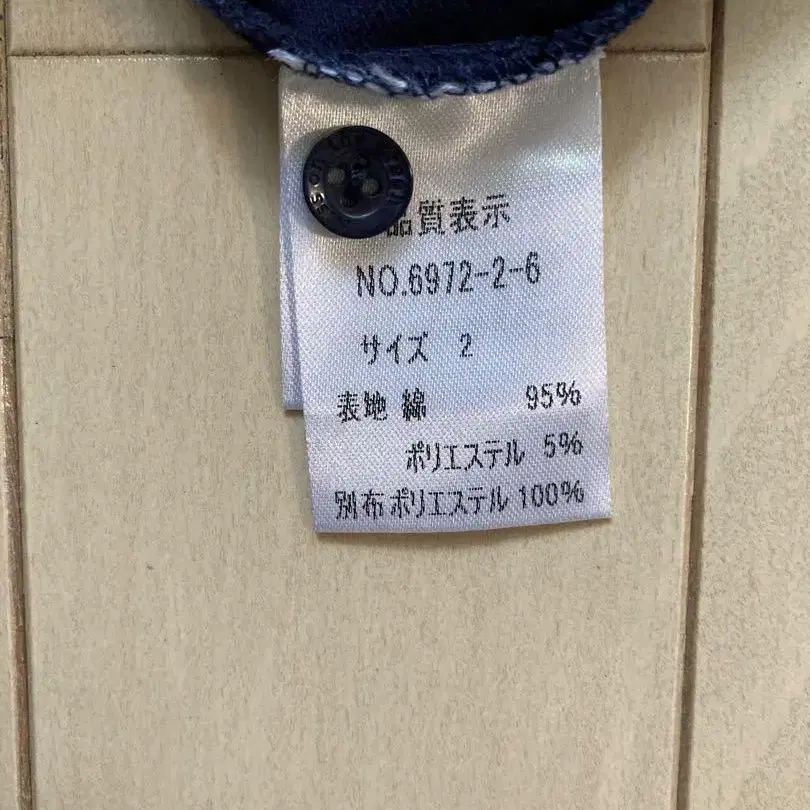 品質表示
NO.6972-2-6
サイズ 2
表地 綿 95%
ポリエステル 5%
別布 ポリエステル 100%